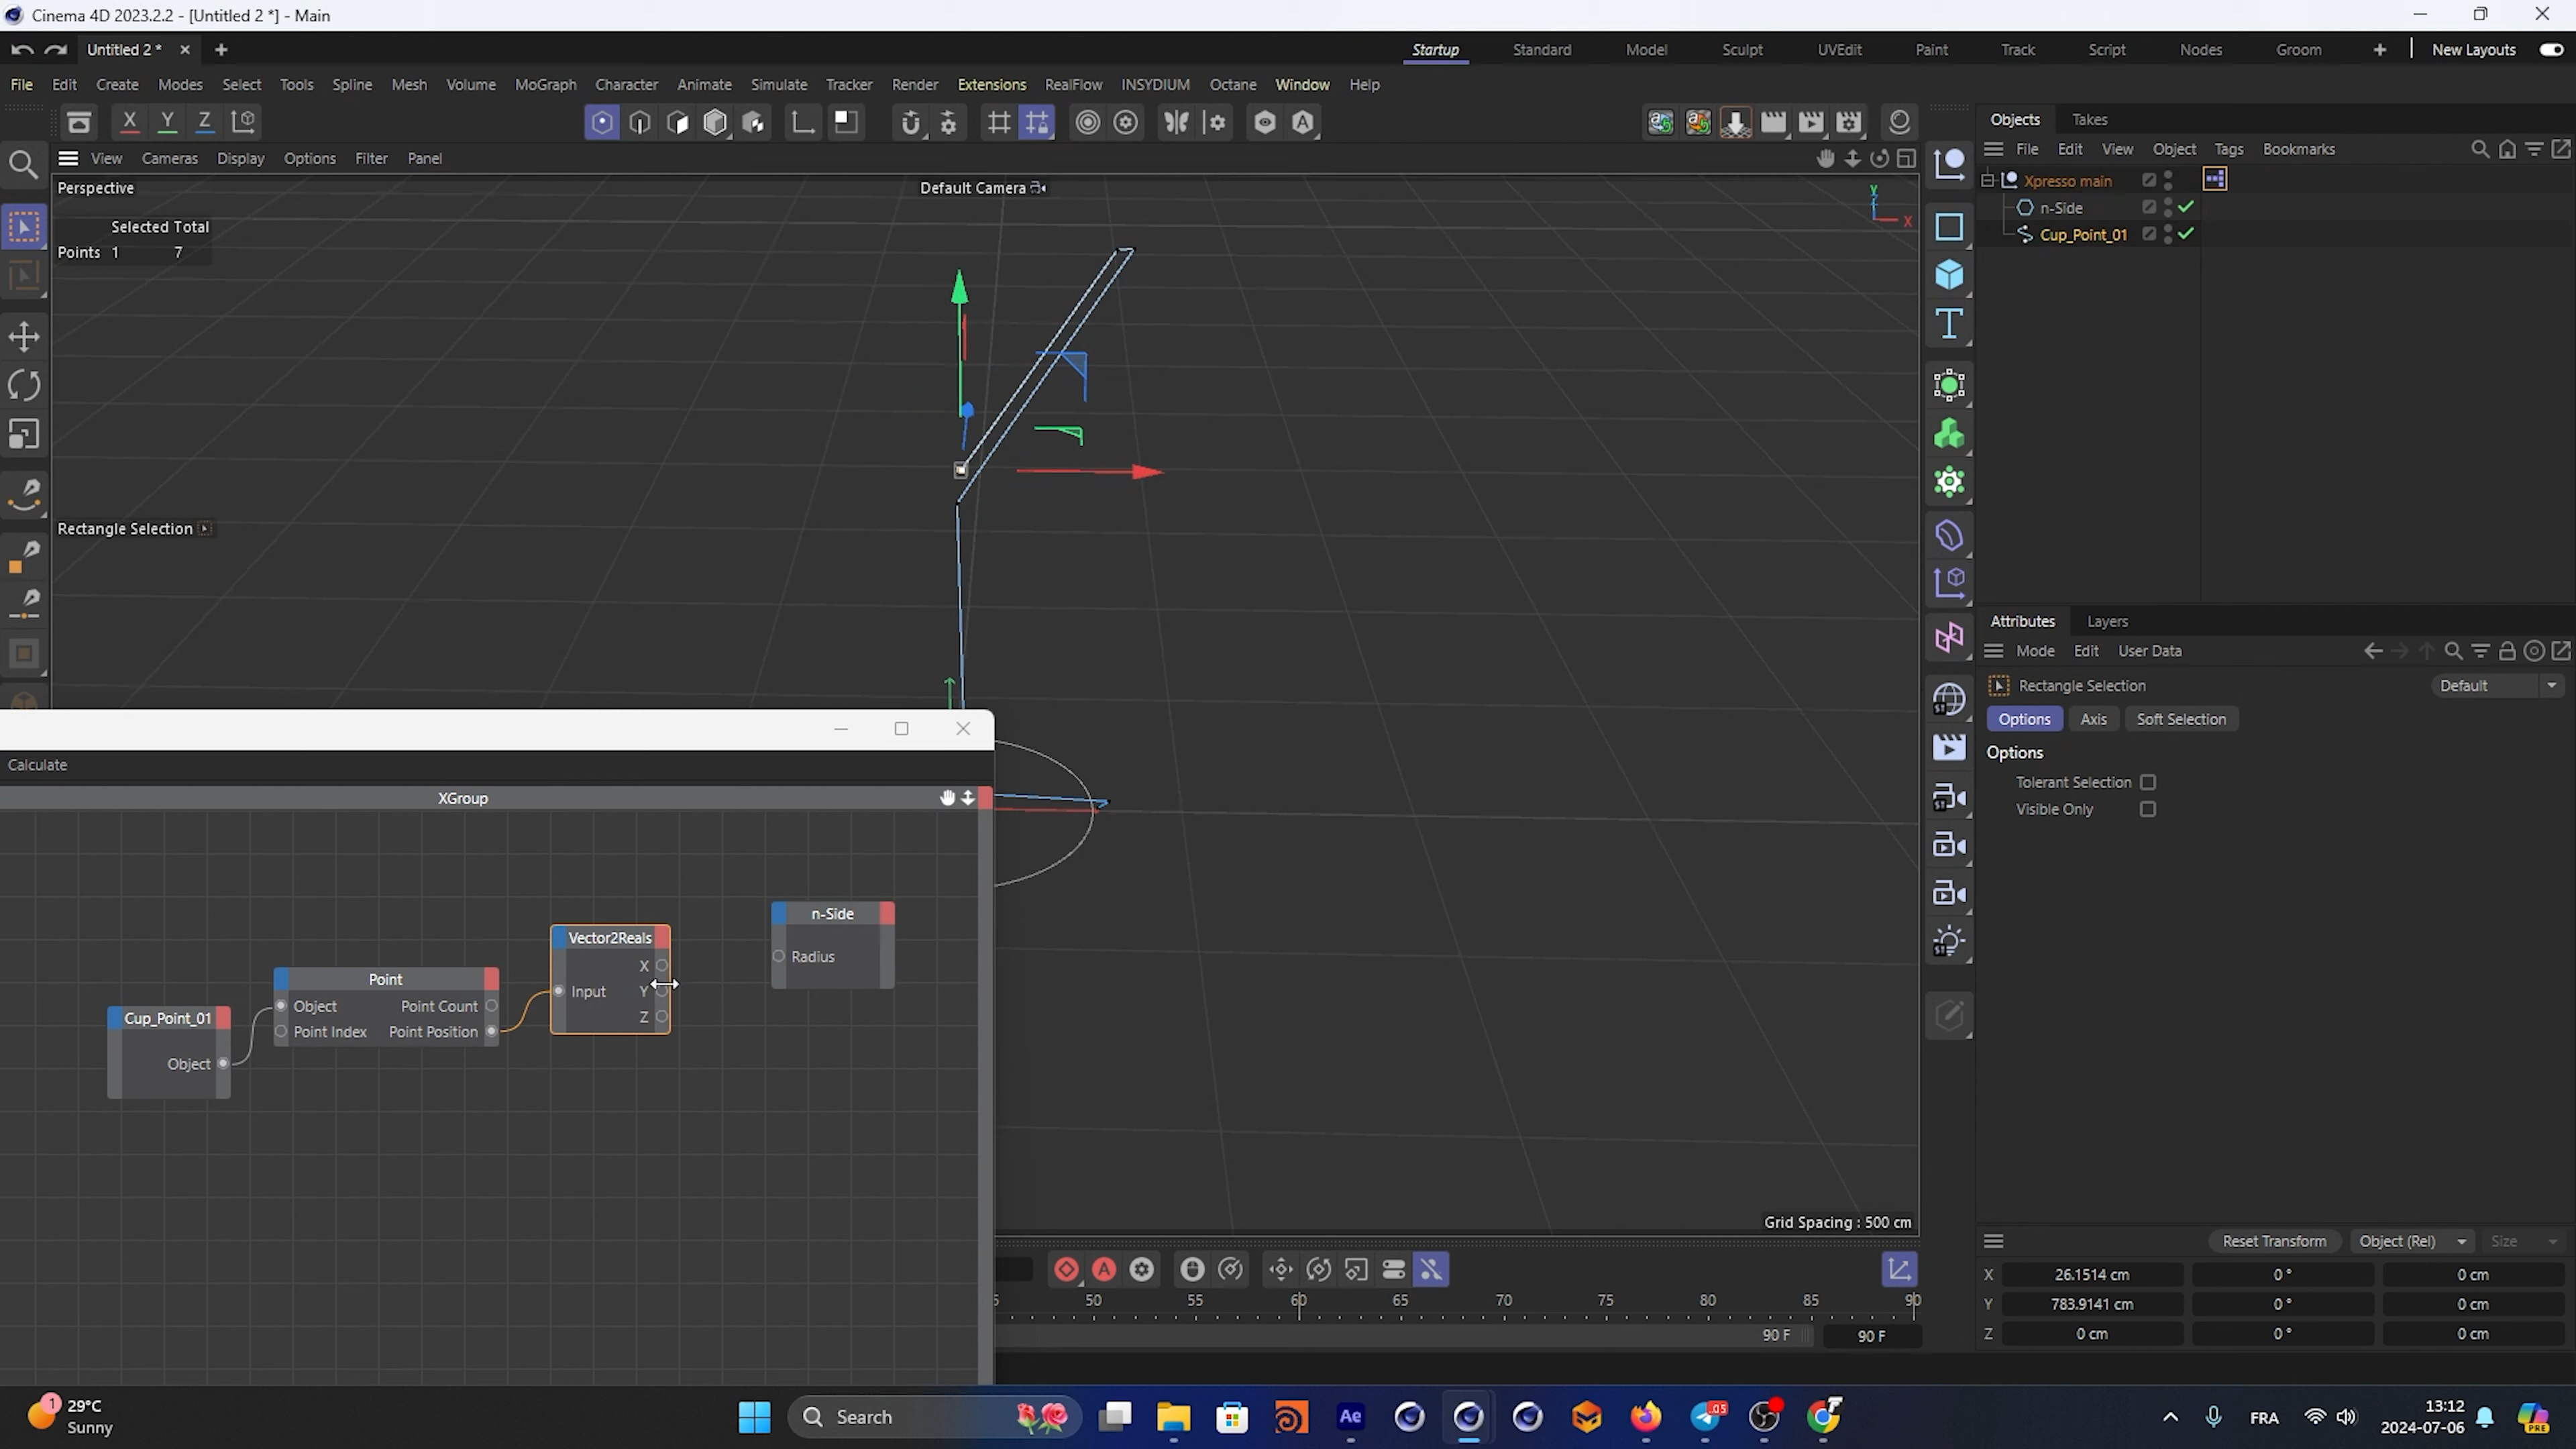 Cinema 4D 2023.2.2 - [Untitled 2 *] - Main
Untitled 2 *
Startup Standard Model Sculpt UVEdit Paint Track Script Nodes Groom New Layouts
File Edit Create Modes Select Tools Spline Mesh Volume MoGraph Character Animate Simulate Tracker Render Extensions RealFlow INSYDIUM Octane Window Help
X Y Z
View Cameras Display Options Filter Panel
Perspective
Default Camera
Y
X
Selected Total
Points 1 7
Rectangle Selection
Grid Spacing : 500 cm
Objects Takes
File Edit View Object Tags Bookmarks
Xpresso main
n-Side
Cup_Point_01
Attributes Layers
Mode Edit User Data
Rectangle Selection Default
Options Axis Soft Selection
Options
Tolerant Selection
Visible Only
Calculate
XGroup
Cup_Point_01
Object
Point
Object Point Count
Point Index Point Position
Vector2Reals
X
Input Y
Z
n-Side
Radius
50 55 60 65 70 75 80 85 90
90 F 90 F
Reset Transform Object (Rel) Size
X 26.1514 cm 0 ° 0 cm
Y 783.9141 cm 0 ° 0 cm
Z 0 cm 0 ° 0 cm
1 29°C
Sunny
Search
Ae
.05
FRA
13:12
2024-07-06
PRE